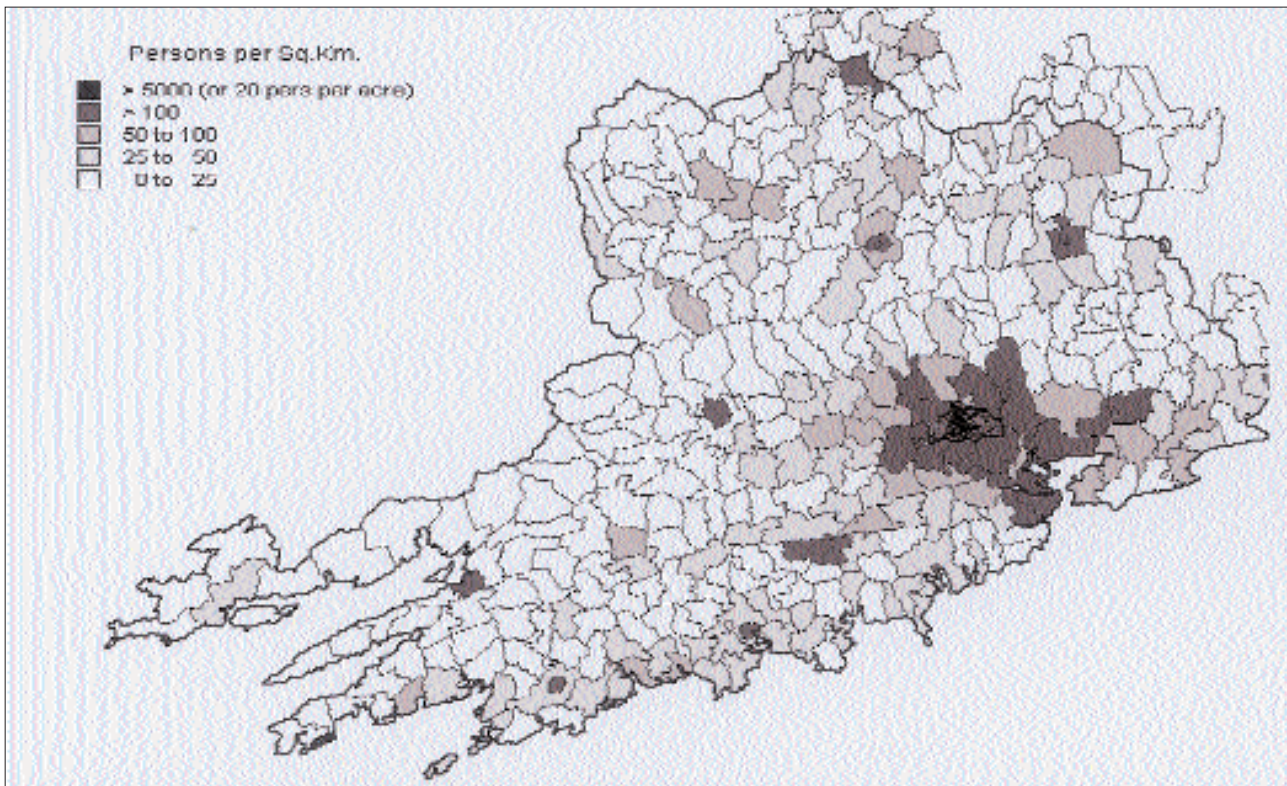 Persons per Sq.Km.
> 5000 (or 20 pers per acre)
> 100
50 to 100
25 to 50
0 to 25